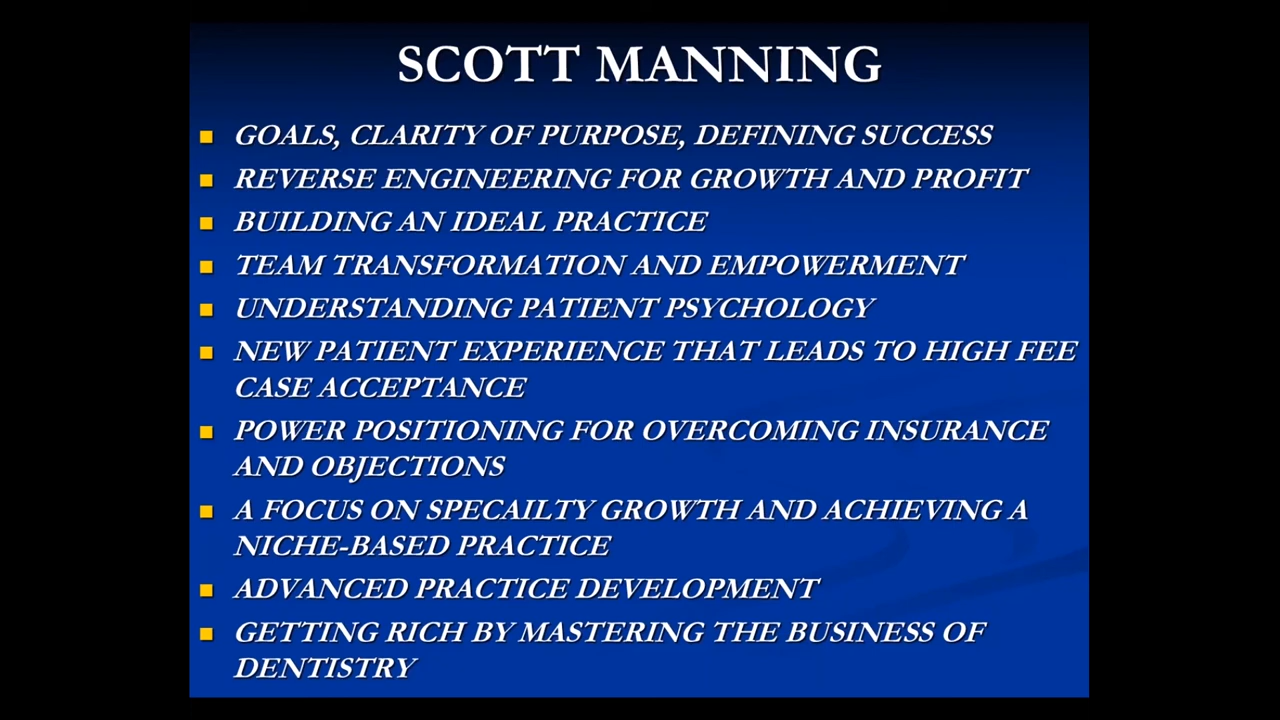 SCOTT MANNING
GOALS, CLARITY OF PURPOSE, DEFINING SUCCESS
REVERSE ENGINEERING FOR GROWTH AND PROFIT
BUILDING AN IDEAL PRACTICE
TEAM TRANSFORMATION AND EMPOWERMENT
UNDERSTANDING PATIENT PSYCHOLOGY
NEW PATIENT EXPERIENCE THAT LEADS TO HIGH FEE
CASE ACCEPTANCE
POWER POSITIONING FOR OVERCOMING INSURANCE
AND OBJECTIONS
A FOCUS ON SPECAILTY GROWTH AND ACHIEVING A
NICHE-BASED PRACTICE
ADVANCED PRACTICE DEVELOPMENT
GETTING RICH BY MASTERING THE BUSINESS OF
DENTISTRY